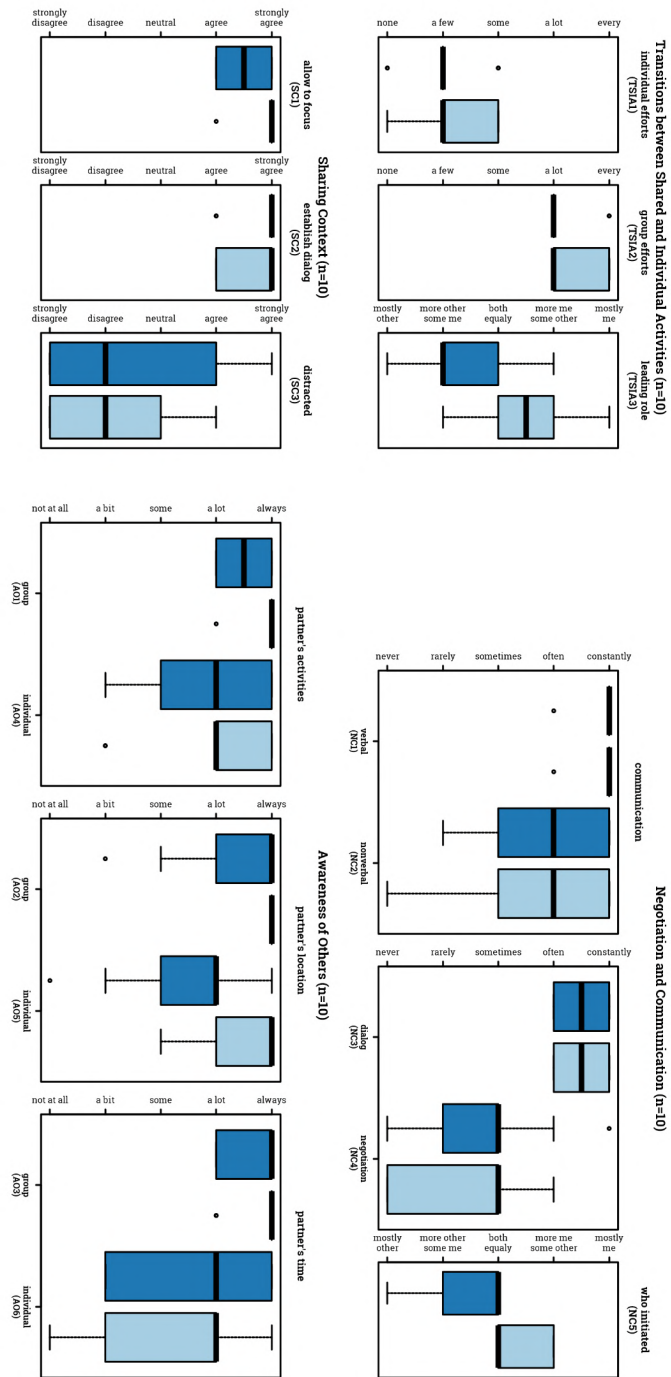 Transitions between Shared and Individual Activities (n=10)
individual efforts
(TSIA1)
none
a few
some
a lot
every
group efforts
(TSIA2)
none
a few
some
a lot
every
leading role
(TSIA3)
mostly
other
more other
some me
both
equaly
more me
some other
mostly
me
Negotiation and Communication (n=10)
communication
never
rarely
sometimes
often
constantly
verbal
(NC1)
nonverbal
(NC2)
never
rarely
sometimes
often
constantly
dialog
(NC3)
negotiation
(NC4)
who initiated
(NC5)
mostly
other
more other
some me
both
equaly
more me
some other
mostly
me
Sharing Context (n=10)
allow to focus
(SC1)
strongly
disagree
disagree
neutral
agree
strongly
agree
establish dialog
(SC2)
strongly
disagree
disagree
neutral
agree
strongly
agree
distracted
(SC3)
strongly
disagree
disagree
neutral
agree
strongly
agree
Awareness of Others (n=10)
partner's activities
not at all
a bit
some
a lot
always
group
(AO1)
individual
(AO4)
partner's location
not at all
a bit
some
a lot
always
group
(AO2)
individual
(AO5)
partner's time
not at all
a bit
some
a lot
always
group
(AO3)
individual
(AO6)